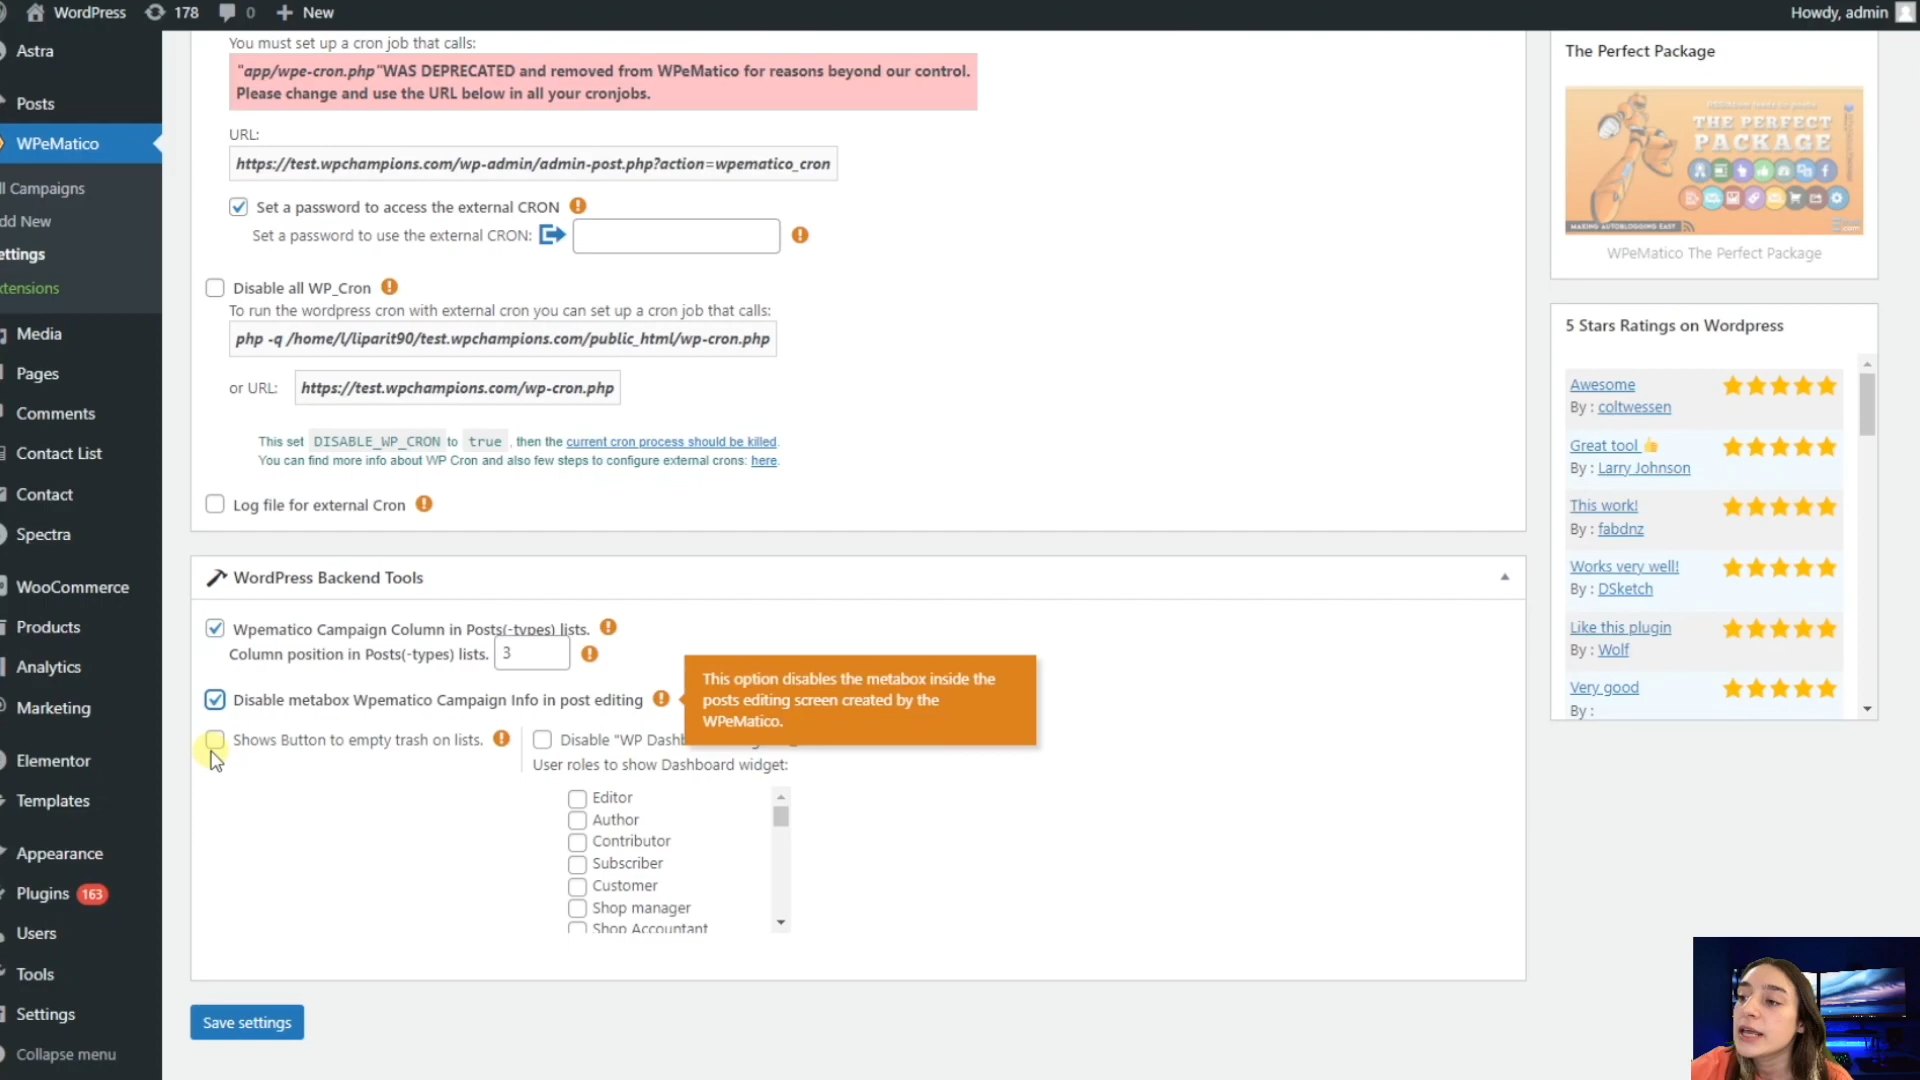 WordPress
178
0
New
Howdy, admin
Astra
Posts
WPeMatico
ll Campaigns
dd New
ettings
tensions
Media
Pages
Comments
Contact List
Contact
Spectra
WooCommerce
Products
Analytics
Marketing
Elementor
Templates
Appearance
Plugins 163
Users
Tools
Settings
Collapse menu
You must set up a cron job that calls:
"app/wpe-cron.php"WAS DEPRECATED and removed from WPeMatico for reasons beyond our control.
Please change and use the URL below in all your cronjobs.
URL:
https://test.wpchampions.com/wp-admin/admin-post.php?action=wpematico_cron
Set a password to access the external CRON
Set a password to use the external CRON:
Disable all WP_Cron
To run the wordpress cron with external cron you can set up a cron job that calls:
php -q /home/l/liparit90/test.wpchampions.com/public_html/wp-cron.php
or URL: https://test.wpchampions.com/wp-cron.php
This set DISABLE_WP_CRON to true , then the current cron process should be killed.
You can find more info about WP Cron and also few steps to configure external crons: here.
Log file for external Cron
WordPress Backend Tools
Wpematico Campaign Column in Posts(-types) lists.
Column position in Posts(-types) lists. 3
Disable metabox Wpematico Campaign Info in post editing
This option disables the metabox inside the
posts editing screen created by the
WPeMatico.
Shows Button to empty trash on lists.
Disable "WP Dashb
User roles to show Dashboard widget:
Editor
Author
Contributor
Subscriber
Customer
Shop manager
Shop Accountant
Save settings
The Perfect Package
THE PERFECT
PACKAGE
MAKING AUTOBLOGGING EASY
WPeMatico The Perfect Package
5 Stars Ratings on Wordpress
Awesome
By : coltwessen
Great tool 👍
By : Larry Johnson
This work!
By : fabdnz
Works very well!
By : DSketch
Like this plugin
By : Wolf
Very good
By :